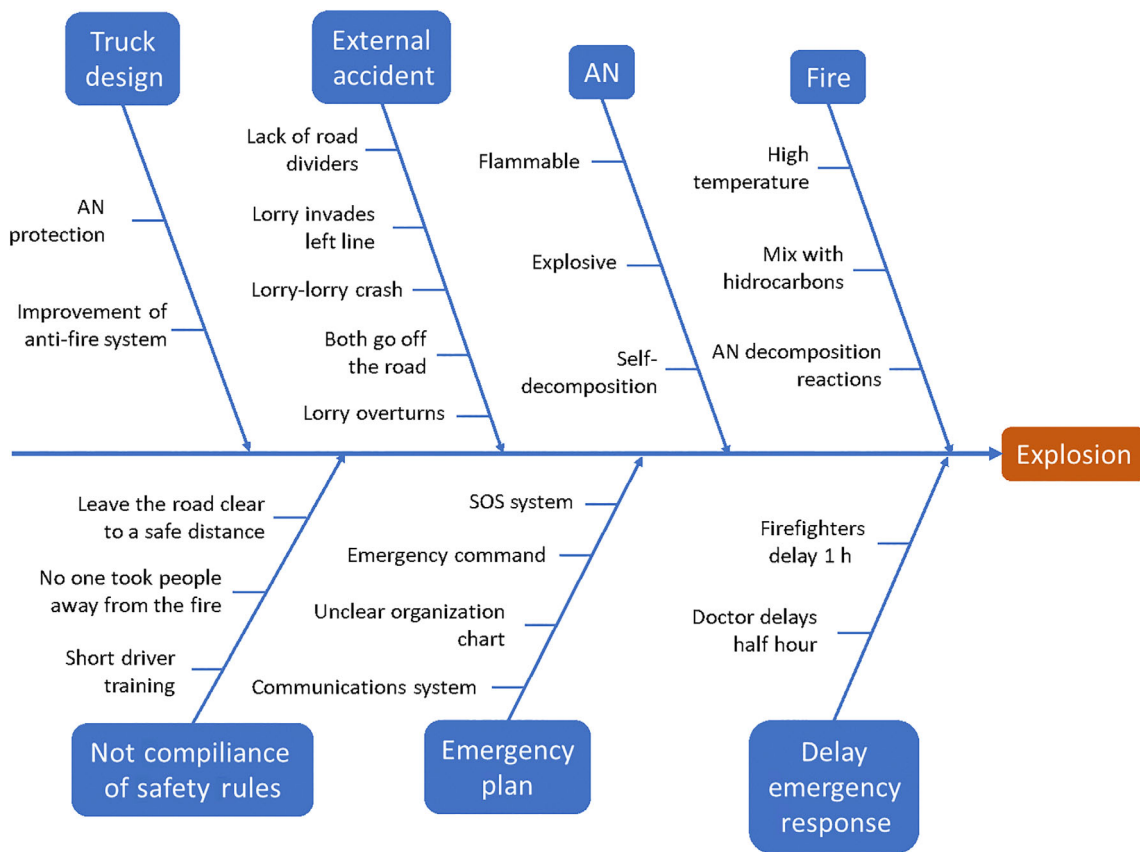 Truck
design
External
accident
AN
Fire
AN
protection
Improvement of
anti-fire system
Lack of road
dividers
Lorry invades
left line
Lorry-lorry crash
Both go off
the road
Lorry overturns
Flammable
Explosive
Self-
decomposition
High
temperature
Mix with
hidrocarbons
AN decomposition
reactions
Explosion
Leave the road clear
to a safe distance
No one took people
away from the fire
Short driver
training
SOS system
Emergency command
Unclear organization
chart
Communications system
Firefighters
delay 1 h
Doctor delays
half hour
Not compiliance
of safety rules
Emergency
plan
Delay
emergency
response